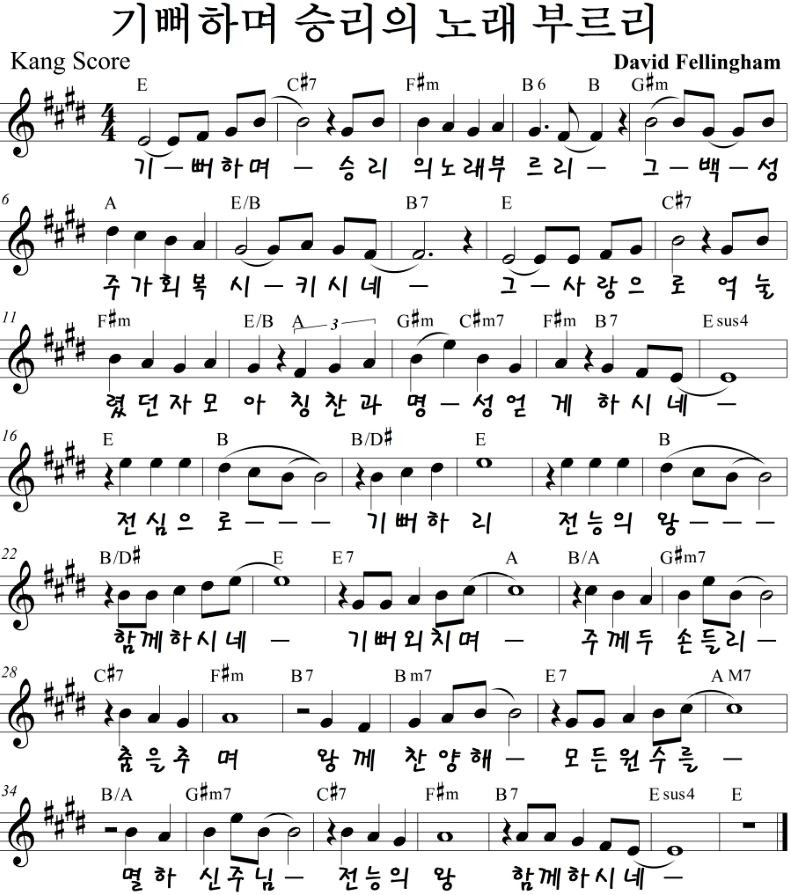 기뻐하며 승리의 노래 부르리
Kang Score
David Fellingham
E C#7 F#m B6 B G#m
4 4
기 – 뻐하며 – 승리 의노래부 르리 – 그 – 백 – 성
6 A E/B B7 E C#7
주가회복 시 – 키시네 – 그 – 사랑으 로 억눌
11 F#m E/B A 3 G#m C#m7 F#m B7 Esus4
렸던자모 아 칭찬과 명 – 성얻 게 하시네 –
16 E B B/D# E B
전심으 로 – – – 기뻐하 리 전능의 왕 – – –
22 B/D# E E7 A B/A G#m7
함께하시네 – 기뻐외치며 – 주께두 손들리 –
28 C#7 F#m B7 Bm7 E7 AM7
춤을추 며 왕께 찬양해 – 모든원수를 –
34 B/A G#m7 C#7 F#m B7 Esus4 E
멸하 신주님 – 전능의 왕 함께하시네 –